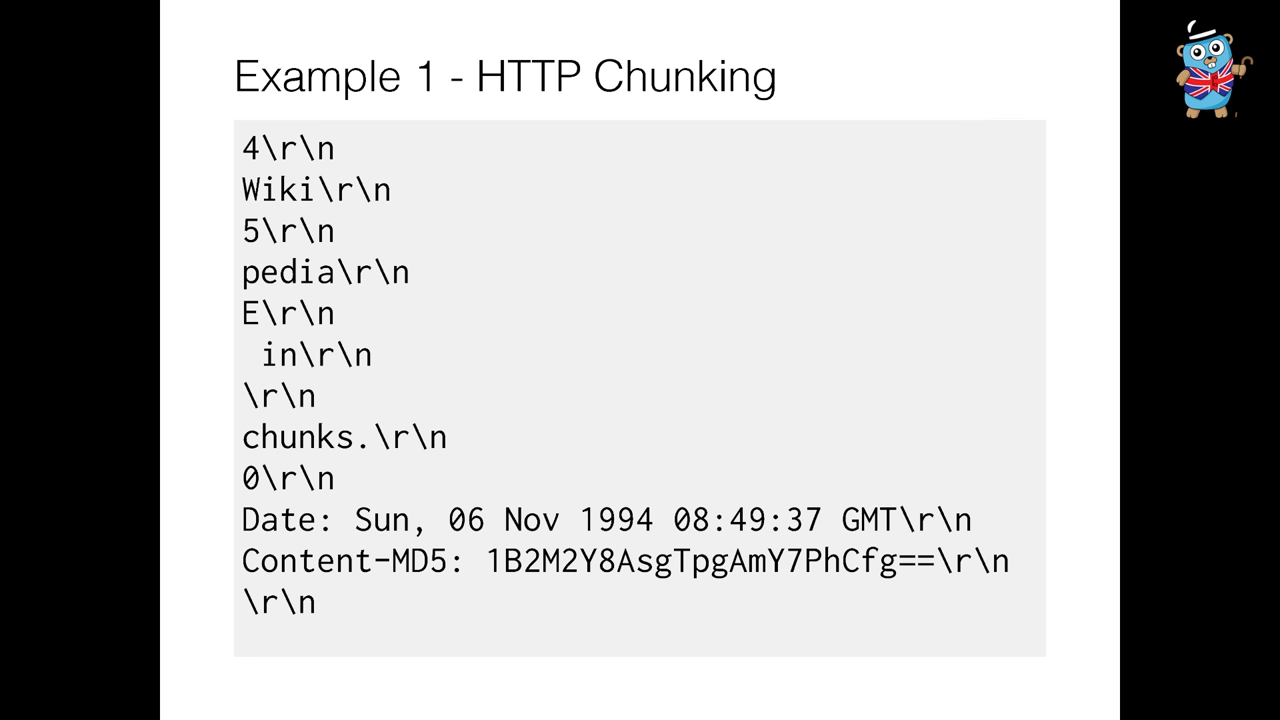 Example 1 - HTTP Chunking
4\r\n
Wiki\r\n
5\r\n
pedia\r\n
E\r\n
 in\r\n
\r\n
chunks.\r\n
0\r\n
Date: Sun, 06 Nov 1994 08:49:37 GMT\r\n
Content-MD5: 1B2M2Y8AsgTpgAmY7PhCfg==\r\n
\r\n